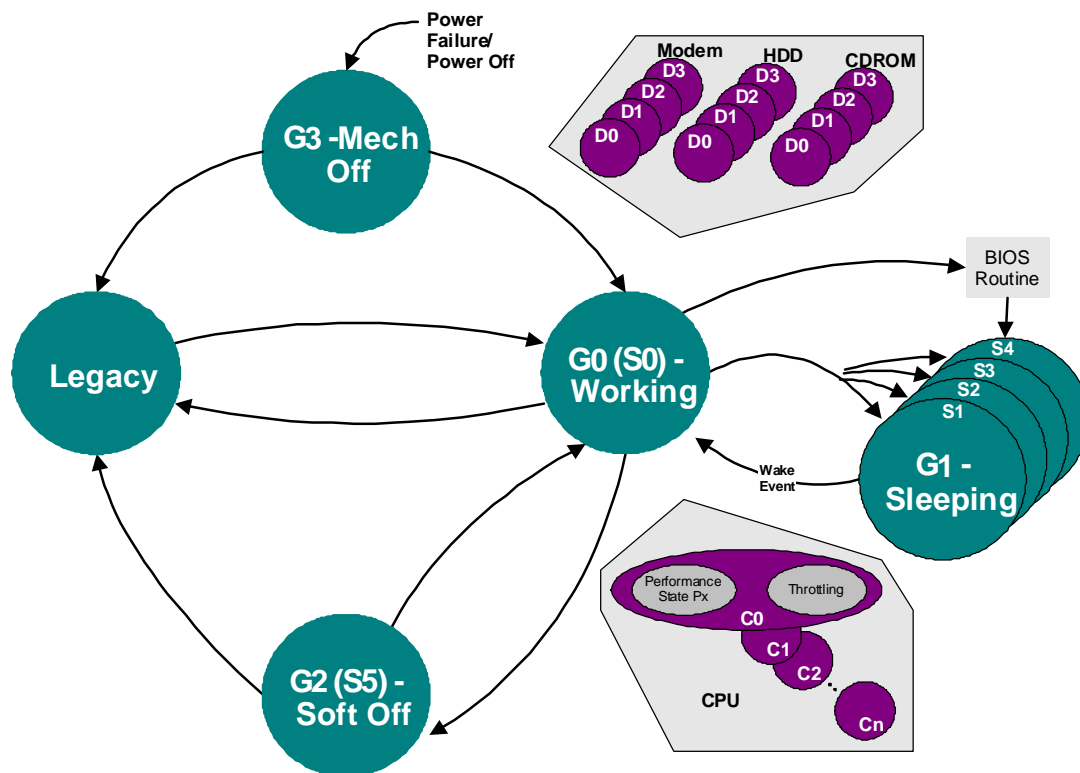 Power
Failure/
Power Off
G3 -Mech
Off
Modem
HDD
CDROM
D3
D2
D1
D0
D3
D2
D1
D0
D3
D2
D1
D0
BIOS
Routine
Legacy
G0 (S0) -
Working
S4
S3
S2
S1
G1 -
Sleeping
Wake
Event
Performance
State Px
Throttling
C0
C1
C2
Cn
CPU
G2 (S5) -
Soft Off